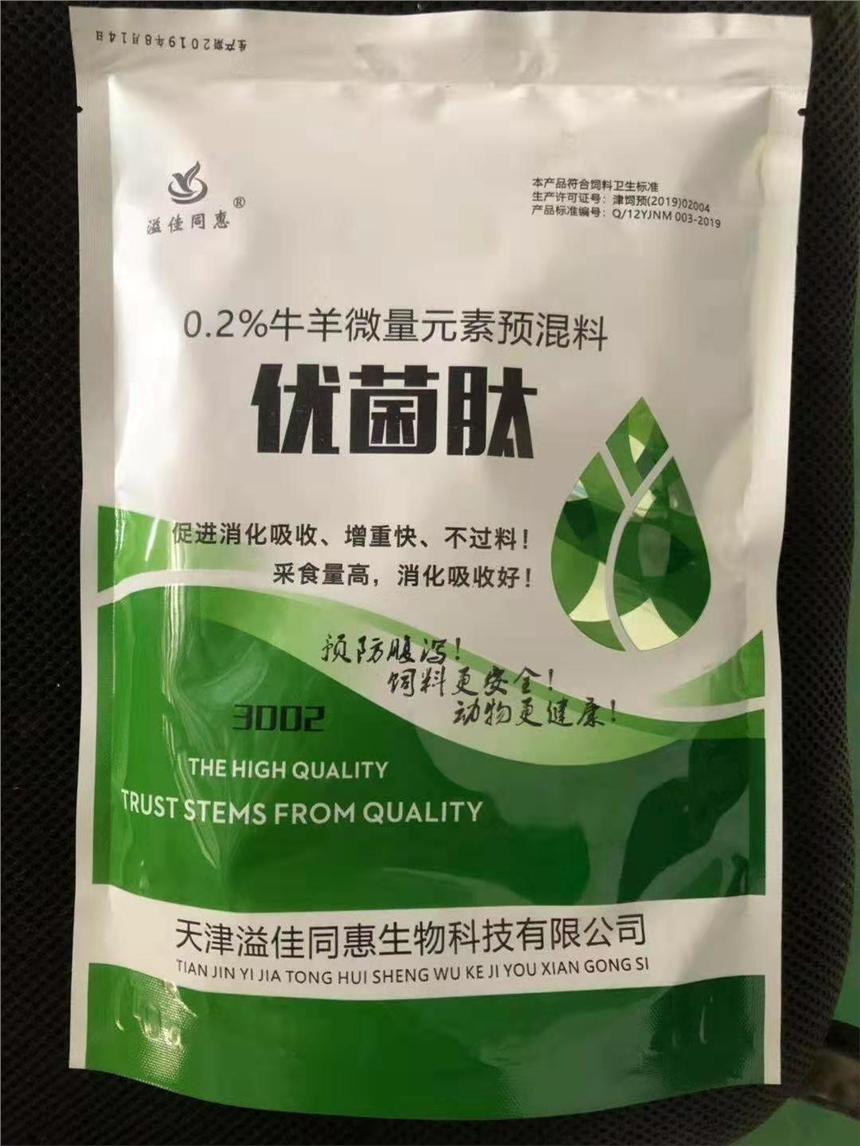 生产期2019年8月14日
溢佳同惠®
本产品符合饲料卫生标准
生产许可证号：津饲预(2019)02004
产品标准编号：Q/12YJNM 003-2019
0.2%牛羊微量元素预混料
优菌肽
促进消化吸收、增重快、不过料！
采食量高，消化吸收好！
预防腹泻！
饲料更安全！
动物更健康！
3002
THE HIGH QUALITY
TRUST STEMS FROM QUALITY
天津溢佳同惠生物科技有限公司
TIAN JIN YI JIA TONG HUI SHENG WU KE JI YOU XIAN GONG SI